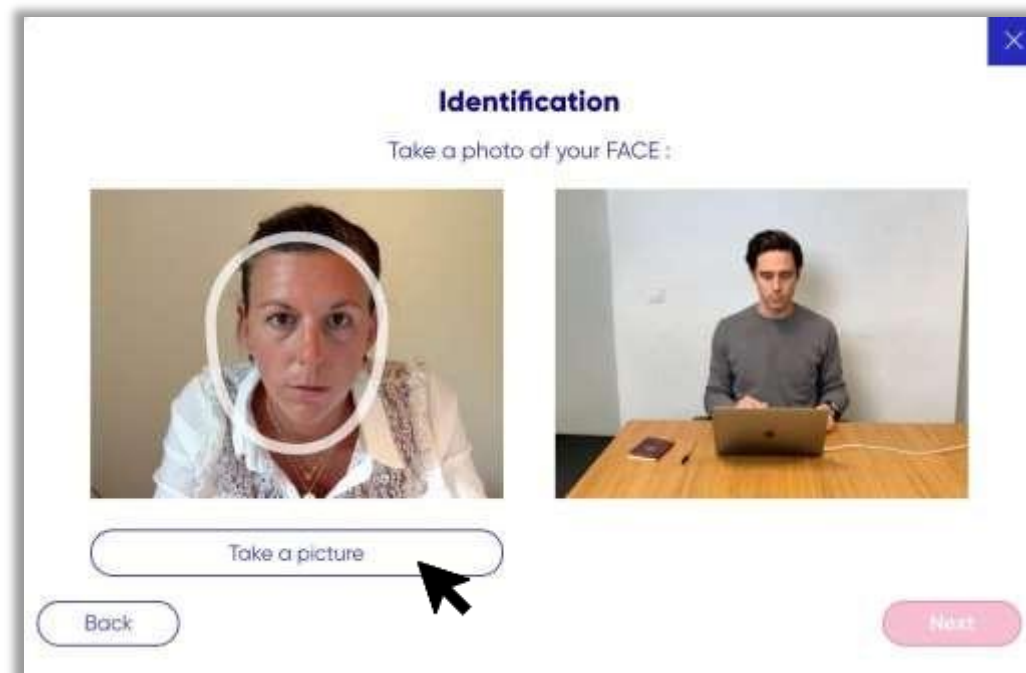 Identification
Take a photo of your FACE :
Take a picture
Back
Next